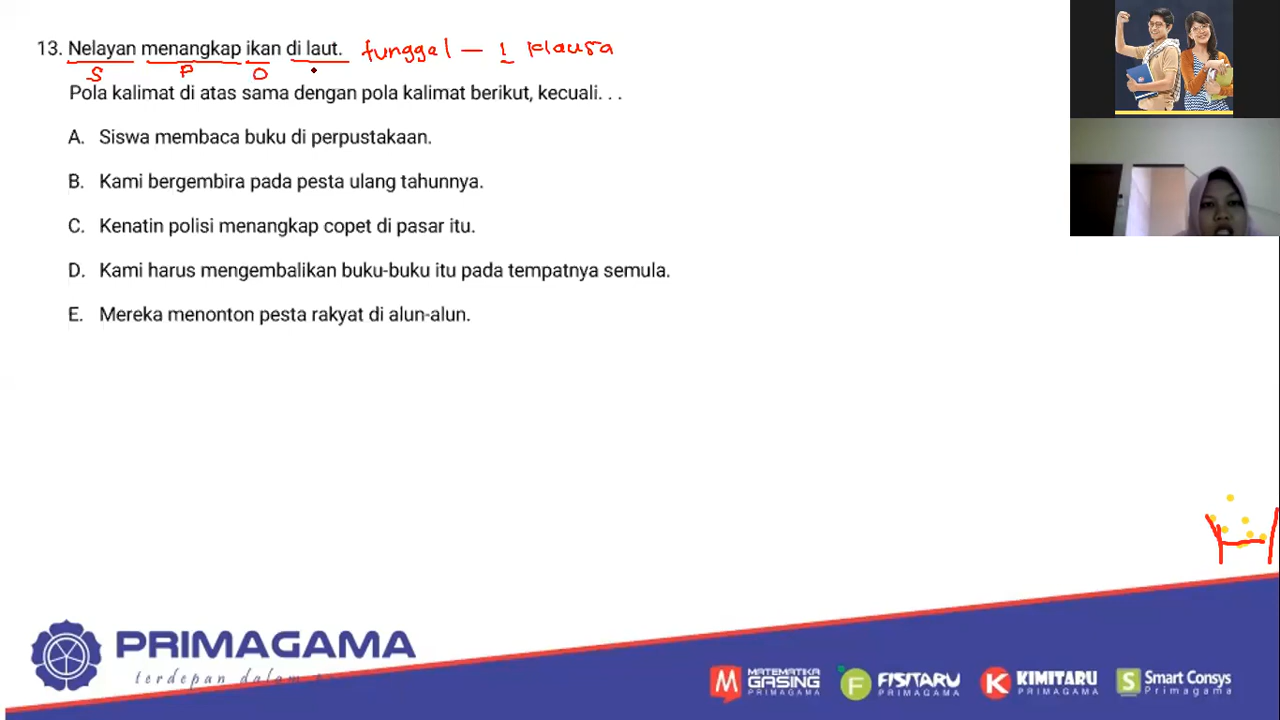 13. Nelayan menangkap ikan di laut. tunggal — 1 klausa
S P O
Pola kalimat di atas sama dengan pola kalimat berikut, kecuali. . .
A. Siswa membaca buku di perpustakaan.
B. Kami bergembira pada pesta ulang tahunnya.
C. Kenatin polisi menangkap copet di pasar itu.
D. Kami harus mengembalikan buku-buku itu pada tempatnya semula.
E. Mereka menonton pesta rakyat di alun-alun.
PRIMAGAMA
terdepan dalam
M MATEMATIKA GASING PRIMAGAMA
F FISITARU PRIMAGAMA
K KIMITARU PRIMAGAMA
S Smart Consys Primagama